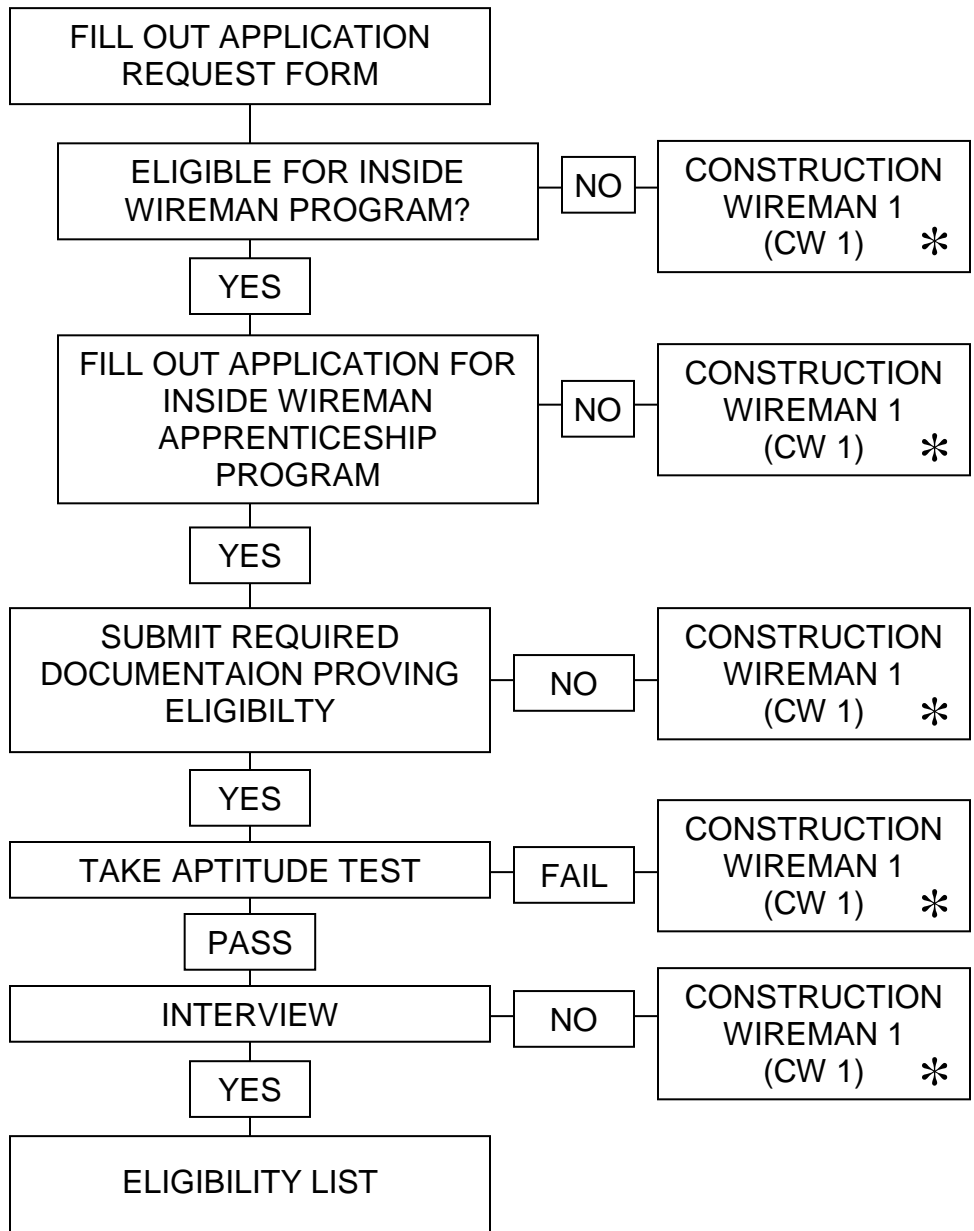 FILL OUT APPLICATION
REQUEST FORM
ELIGIBLE FOR INSIDE
WIREMAN PROGRAM?
NO
CONSTRUCTION
WIREMAN 1
(CW 1) *
YES
FILL OUT APPLICATION FOR
INSIDE WIREMAN
APPRENTICESHIP
PROGRAM
NO
CONSTRUCTION
WIREMAN 1
(CW 1) *
YES
SUBMIT REQUIRED
DOCUMENTAION PROVING
ELIGIBILTY
NO
CONSTRUCTION
WIREMAN 1
(CW 1) *
YES
TAKE APTITUDE TEST
FAIL
CONSTRUCTION
WIREMAN 1
(CW 1) *
PASS
INTERVIEW
NO
CONSTRUCTION
WIREMAN 1
(CW 1) *
YES
ELIGIBILITY LIST